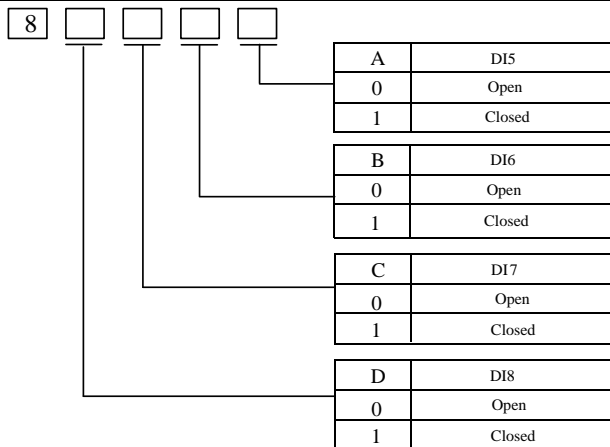 8
A DI5
0 Open
1 Closed
B DI6
0 Open
1 Closed
C DI7
0 Open
1 Closed
D DI8
0 Open
1 Closed